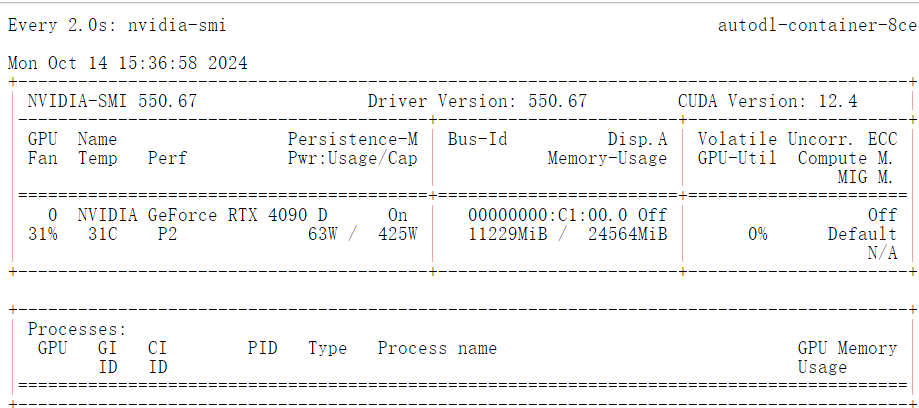 Every 2.0s: nvidia-smi autodl-container-8ce
Mon Oct 14 15:36:58 2024
NVIDIA-SMI 550.67 Driver Version: 550.67 CUDA Version: 12.4
GPU Name Persistence-M | Bus-Id Disp.A | Volatile Uncorr. ECC
Fan Temp Perf Pwr:Usage/Cap | Memory-Usage | GPU-Util Compute M.
MIG M.
0 NVIDIA GeForce RTX 4090 D On | 00000000:C1:00.0 Off | Off
31% 31C P2 63W / 425W | 11229MiB / 24564MiB | 0% Default
N/A
Processes:
GPU GI CI PID Type Process name GPU Memory
ID ID Usage